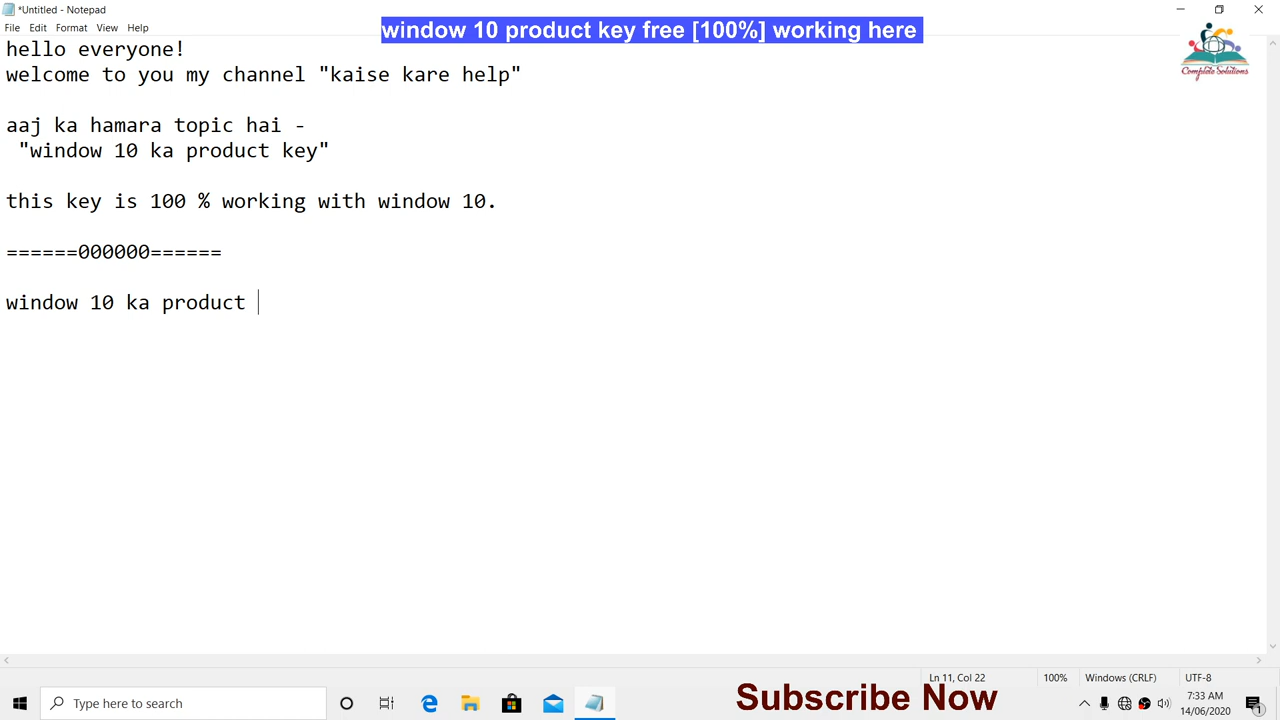 *Untitled - Notepad
window 10 product key free [100%] working here
File Edit Format View Help
Complete Solutions
hello everyone!
welcome to you my channel "kaise kare help"
aaj ka hamara topic hai -
"window 10 ka product key"
this key is 100 % working with window 10.
======000000======
window 10 ka product
Ln 11, Col 22 100% Windows (CRLF) UTF-8
Type here to search
Subscribe Now
7:33 AM
14/06/2020
1